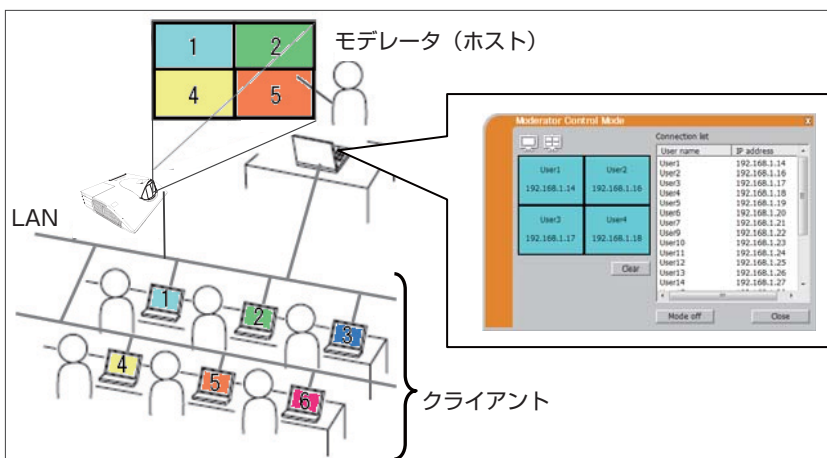 モデレータ（ホスト）
1
2
4
5
LAN
1
2
3
4
5
6
クライアント
Moderator Control Mode
X
Connection let
User name IP address
User1 192.168.1.14
User2 192.168.1.16
User3 192.168.1.17
User4 192.168.1.18
User5 192.168.1.19
User6 192.168.1.20
User7 192.168.1.21
User9 192.168.1.22
User10 192.168.1.23
User11 192.168.1.24
User12 192.168.1.25
User13 192.168.1.26
User14 192.168.1.27
User1
192.168.1.14
User2
192.168.1.16
User3
192.168.1.17
User4
192.168.1.18
Clear
Mode off
Close